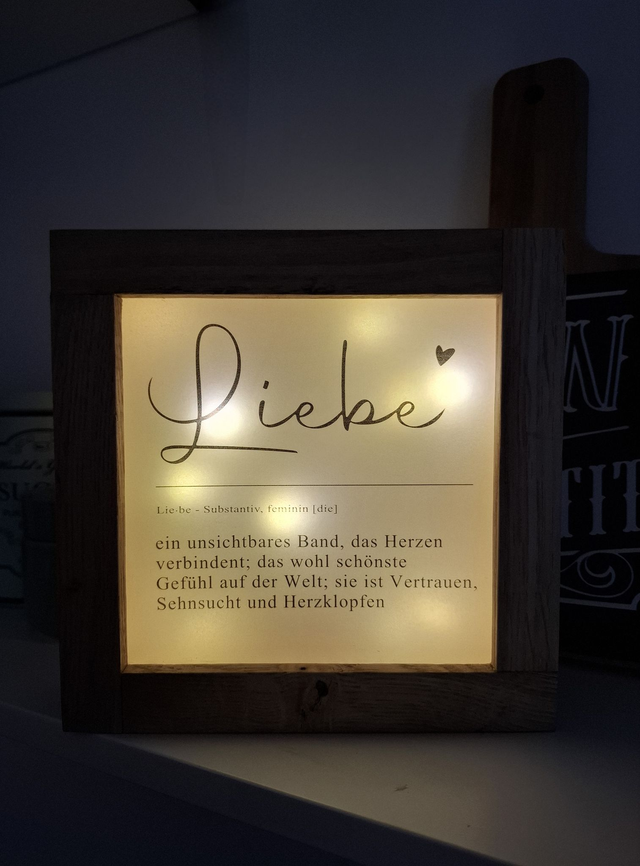 Liebe
Lie·be - Substantiv, feminin [die]
ein unsichtbares Band, das Herzen
verbindent; das wohl schönste
Gefühl auf der Welt; sie ist Vertrauen,
Sehnsucht und Herzklopfen